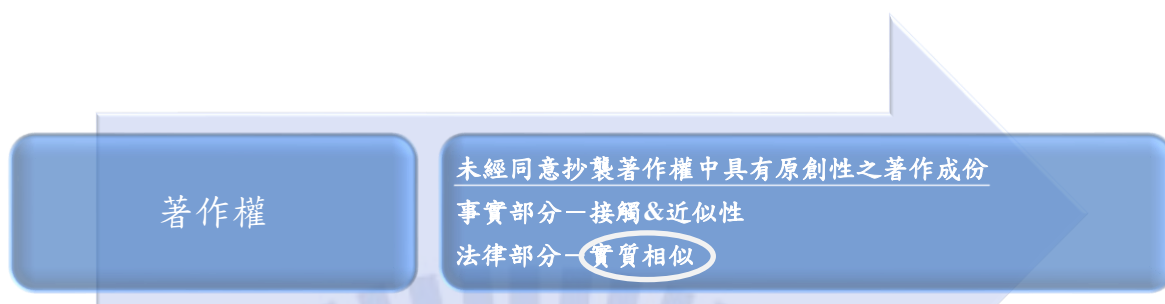 著作權
未經同意抄襲著作權中具有原創性之著作成份
事實部分－接觸&近似性
法律部分－實質相似